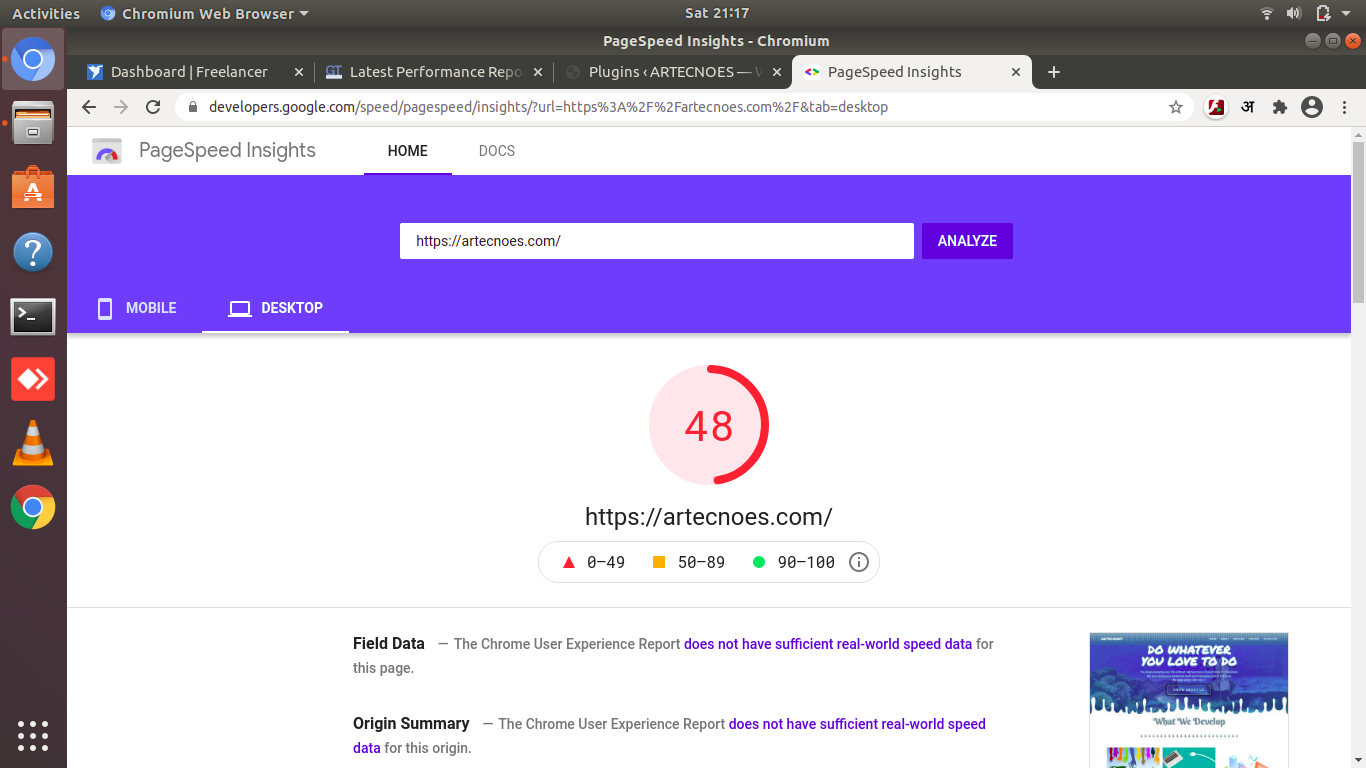 Activities Chromium Web Browser Sat 21:17
PageSpeed Insights - Chromium
Dashboard | Freelancer GT Latest Performance Repo Plugins ‹ ARTECNOES — PageSpeed Insights
developers.google.com/speed/pagespeed/insights/?url=https%3A%2F%2Fartecnoes.com%2F&tab=desktop अ
PageSpeed Insights HOME DOCS
https://artecnoes.com/ ANALYZE
MOBILE DESKTOP
48
https://artecnoes.com/
0–49 50–89 90–100
Field Data — The Chrome User Experience Report does not have sufficient real-world speed data for
this page.
Origin Summary — The Chrome User Experience Report does not have sufficient real-world speed
data for this origin.
DO WHATEVER
YOU LOVE TO DO
What We Develop